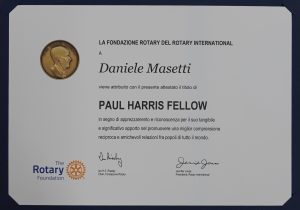 LA FONDAZIONE ROTARY DEL ROTARY INTERNATIONAL
A
Daniele Masetti
viene attribuito con il presente attestato il titolo di
PAUL HARRIS FELLOW
in segno di apprezzamento e riconoscenza per il suo tangibile
e significativo apporto nel promuovere una miglior comprensione
reciproca e amichevoli relazioni fra popoli di tutto il mondo.
The
Rotary
Foundation